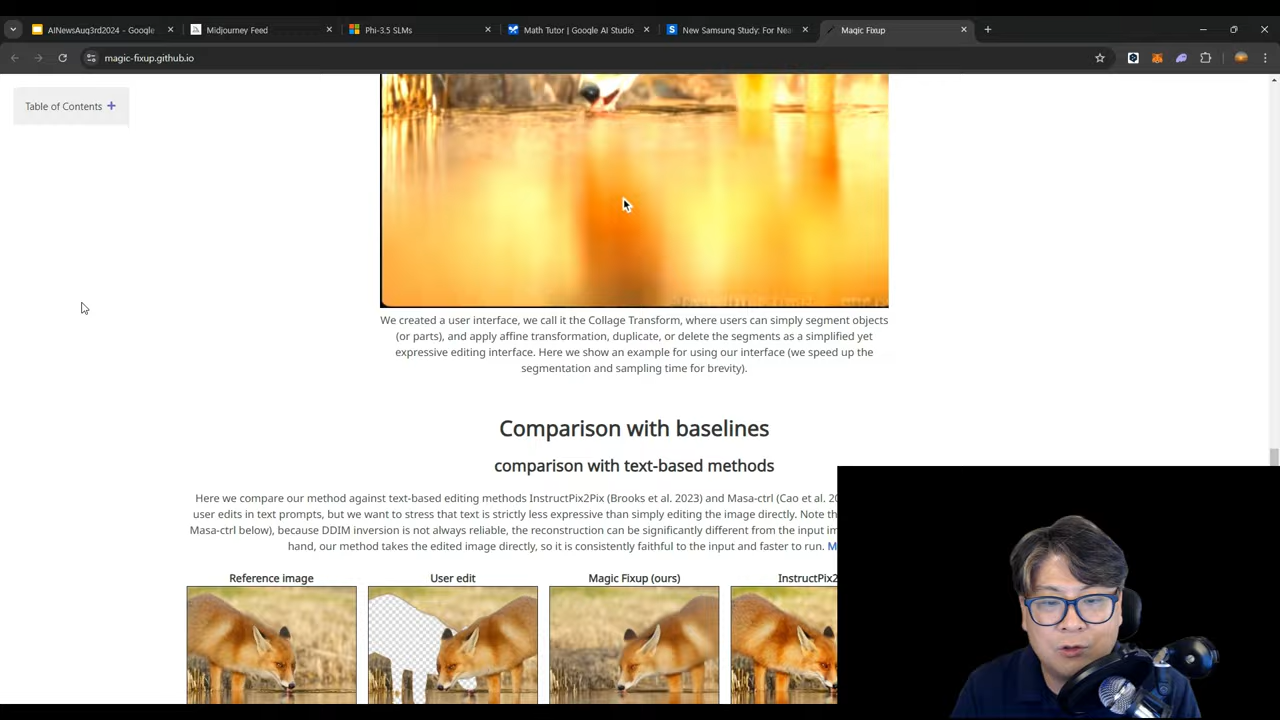 AINewsAug3rd2024 - Google
Midjourney Feed
Phi-3.5 SLMs
Math Tutor | Google AI Studio
New Samsung Study: For Nea
Magic Fixup
magic-fixup.github.io
Table of Contents +
We created a user interface, we call it the Collage Transform, where users can simply segment objects
(or parts), and apply affine transformation, duplicate, or delete the segments as a simplified yet
expressive editing interface. Here we show an example for using our interface (we speed up the
segmentation and sampling time for brevity).
Comparison with baselines
comparison with text-based methods
Here we compare our method against text-based editing methods InstructPix2Pix (Brooks et al. 2023) and Masa-ctrl (Cao et al. 20
user edits in text prompts, but we want to stress that text is strictly less expressive than simply editing the image directly. Note th
Masa-ctrl below), because DDIM inversion is not always reliable, the reconstruction can be significantly different from the input im
hand, our method takes the edited image directly, so it is consistently faithful to the input and faster to run. M
Reference image
User edit
Magic Fixup (ours)
InstructPix2